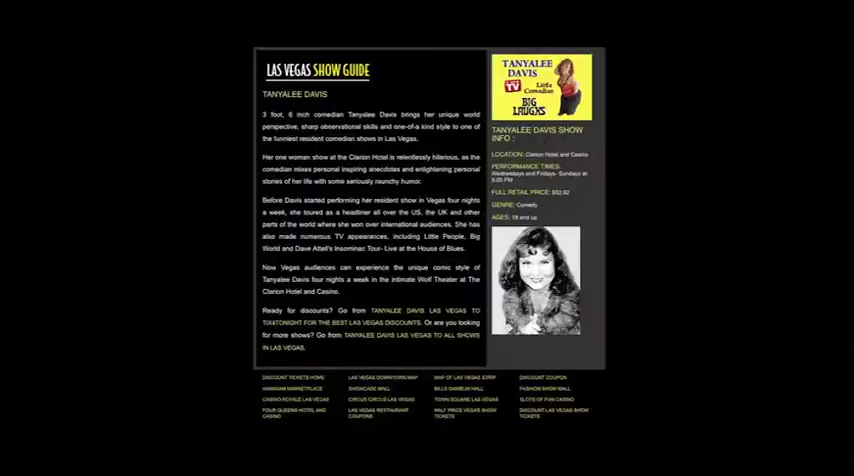 LAS VEGAS SHOW GUIDE
TANYALEE DAVIS
3 foot, 6 inch comedian Tanyalee Davis brings her unique world
perspective, sharp observational skills and one-of-a kind style to one of
the funniest resident comedian shows in Las Vegas.
Her one woman show at the Clarion Hotel is relentlessly hilarious, as the
comedian mixes personal inspiring anecdotes and enlightening personal
stories of her life with some seriously raunchy humor.
Before Davis started performing her resident show in Vegas four nights
a week, she toured as a headliner all over the US, the UK and other
parts of the world where she won over international audiences. She has
also made numerous TV appearances, including Little People, Big
World and Dave Attell's Insominac Tour- Live at the House of Blues.
Now Vegas audiences can experience the unique comic style of
Tanyalee Davis four nights a week in the intimate Wolf Theater at The
Clarion Hotel and Casino.
Ready for discounts? Go from TANYALEE DAVIS LAS VEGAS TO
TIX4TONIGHT FOR THE BEST LAS VEGAS DISCOUNTS. Or are you looking
for more shows? Go from TANYALEE DAVIS LAS VEGAS TO ALL SHOWS
IN LAS VEGAS.
TANYALEE
DAVIS
TV
Little
Comedian
BIG
LAUGHS
TANYALEE DAVIS SHOW
INFO :
LOCATION: Clarion Hotel and Casino
PERFORMANCE TIMES:
Wednesdays and Fridays- Sundays at
FULL RETAIL PRICE: $52.92
GENRE: Comedy
AGES: 18 and up
DISCOUNT TICKETS HOME LAS VEGAS DOWNTOWN MAP MAP OF LAS VEGAS STRIP DISCOUNT COUPON
HAWAIIAN MARKETPLACE SHOWCASE MALL BILL'S GAMBLIN HALL FASHION SHOW MALL
CASINO ROYALE LAS VEGAS CIRCUS CIRCUS LAS VEGAS TOWN SQUARE LAS VEGAS SLOTS OF FUN CASINO
FOUR QUEENS HOTEL AND
CASINO
LAS VEGAS RESTAURANT
COUPONS
HALF PRICE VEGAS SHOW
TICKETS
DISCOUNT LAS VEGAS SHOW
TICKETS